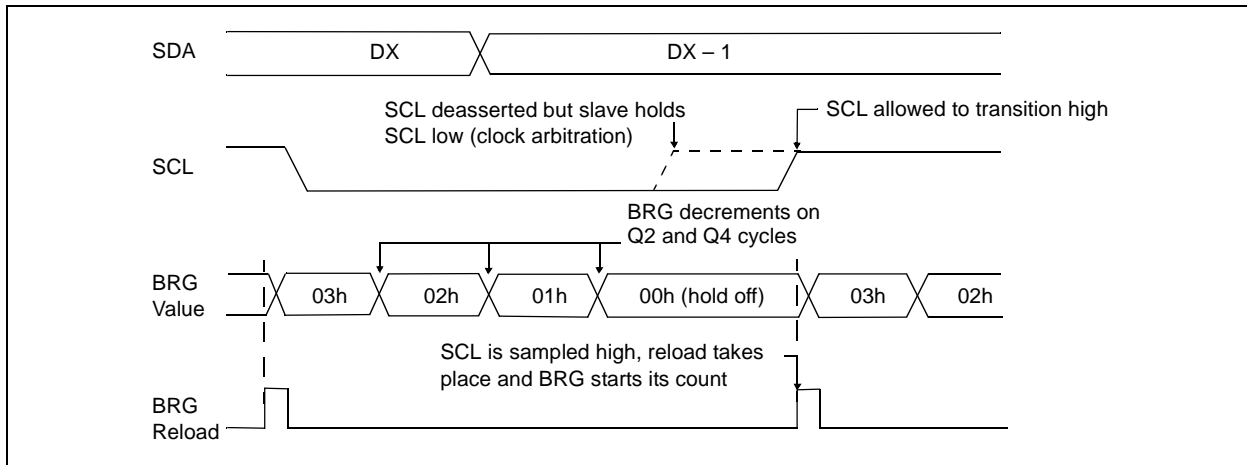 SDA
DX
DX – 1
SCL deasserted but slave holds
SCL low (clock arbitration)
SCL allowed to transition high
SCL
BRG decrements on
Q2 and Q4 cycles
BRG
Value
03h
02h
01h
00h (hold off)
03h
02h
SCL is sampled high, reload takes
place and BRG starts its count
BRG
Reload